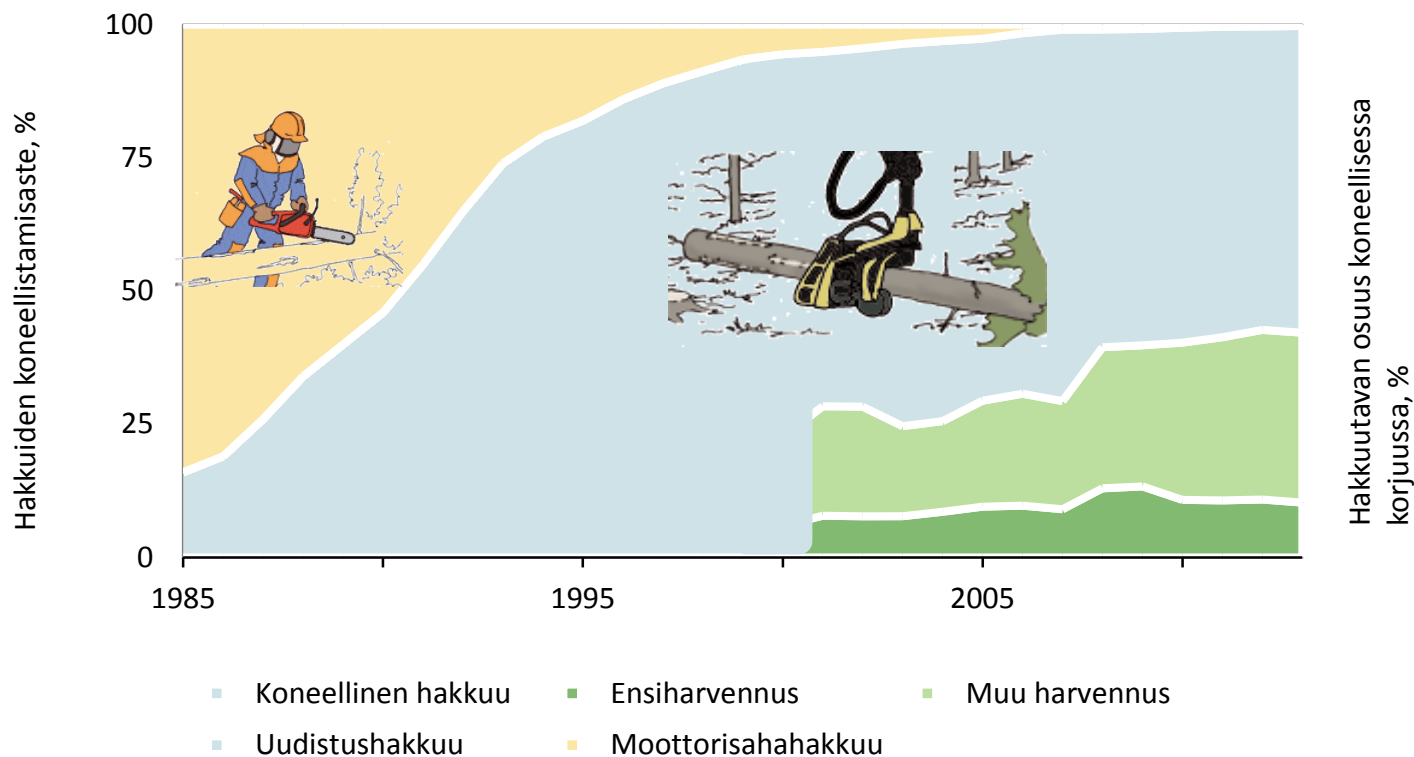 100
75
50
25
0
Hakkuiden koneellistamisaste, %
Hakkuutavan osuus koneellisessa
korjuussa, %
1985 1995 2005
Koneellinen hakkuu Ensiharvennus Muu harvennus
Uudistushakkuu Moottorisahahakkuu